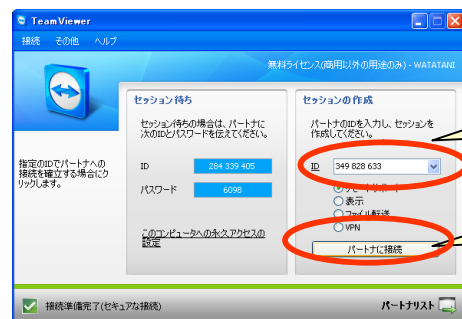 TeamViewer
接続 その他 ヘルプ
無料ライセンス(商用以外の用途のみ) - WATATANI
セッション待ち
セッション待ちの場合は、パートナに
次のIDとパスワードを伝えてください。
ID 284 339 405
パスワード 6098
このコンピュータへの永久アクセスの
設定
セッションの作成
パートナのIDを入力し、セッションを
作成してください。
ID 349 828 633
リモートサポート
表示
ファイル転送
VPN
パートナに接続
指定のIDでパートナへの
接続を確立する場合にク
リックします。
接続準備完了(セキュアな接続)
パートナリスト